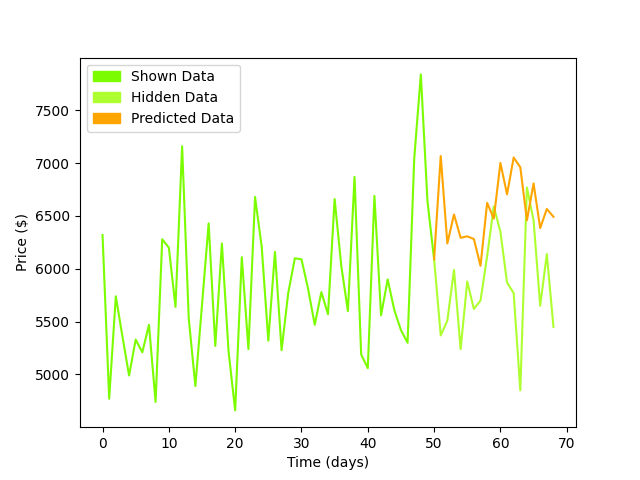 Shown Data
Hidden Data
Predicted Data
7500
7000
6500
6000
5500
5000
Price ($)
0 10 20 30 40 50 60 70
Time (days)